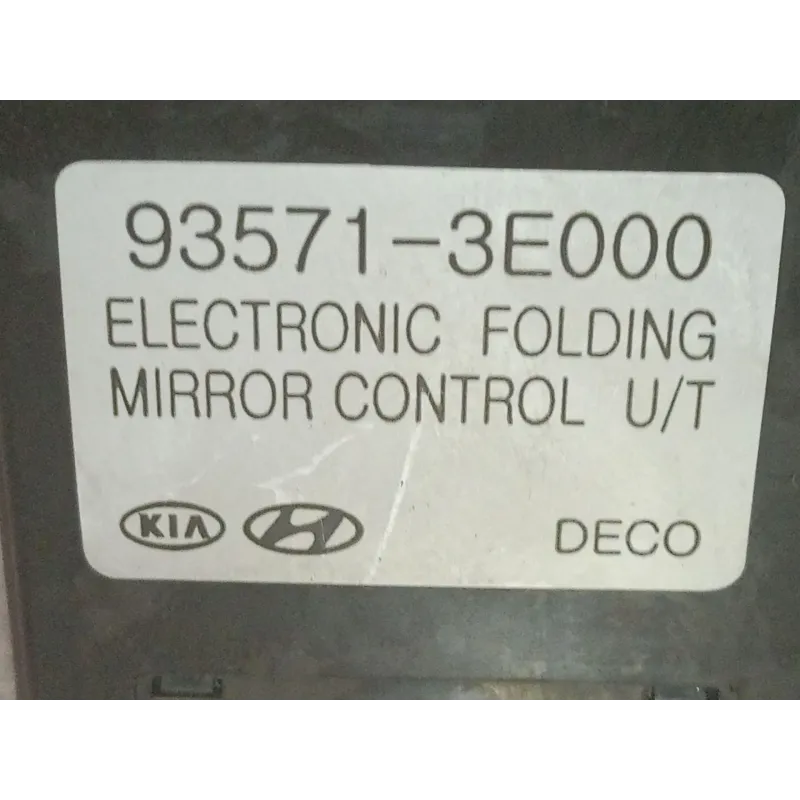 93571-3E000
ELECTRONIC FOLDING
MIRROR CONTROL U/T
KIA DECO